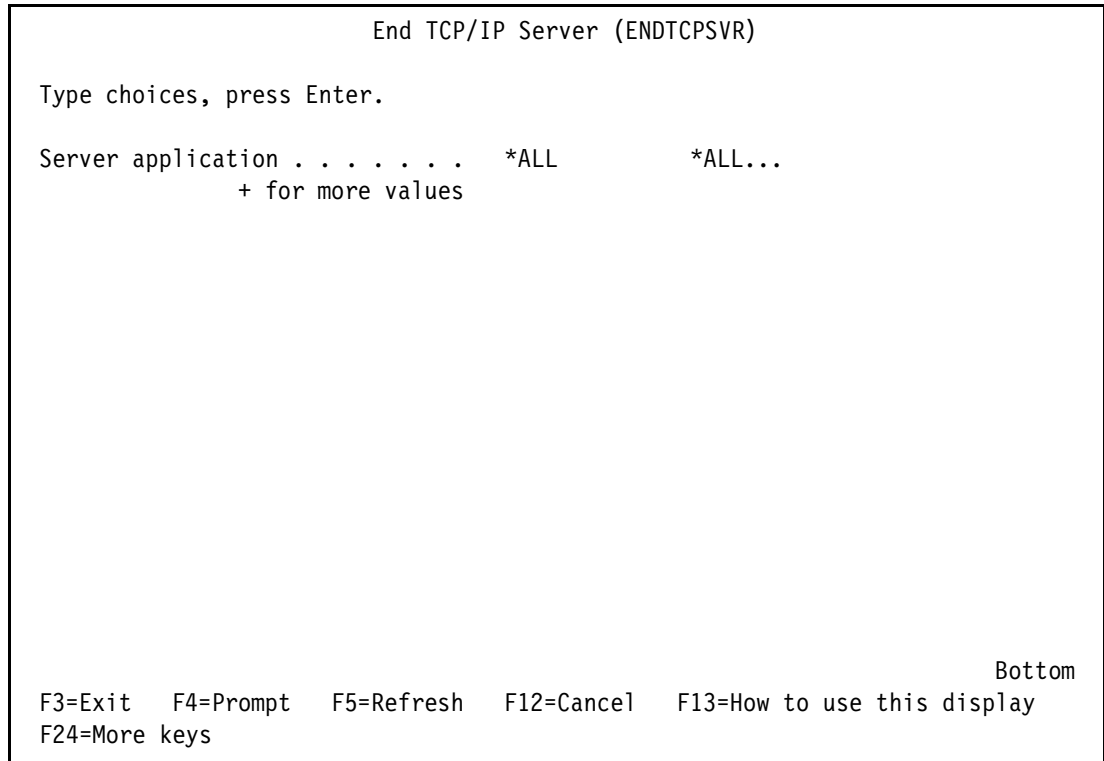 End TCP/IP Server (ENDTCPSVR)
Type choices, press Enter.
Server application . . . . . . . *ALL *ALL...
+ for more values
Bottom
F3=Exit F4=Prompt F5=Refresh F12=Cancel F13=How to use this display
F24=More keys